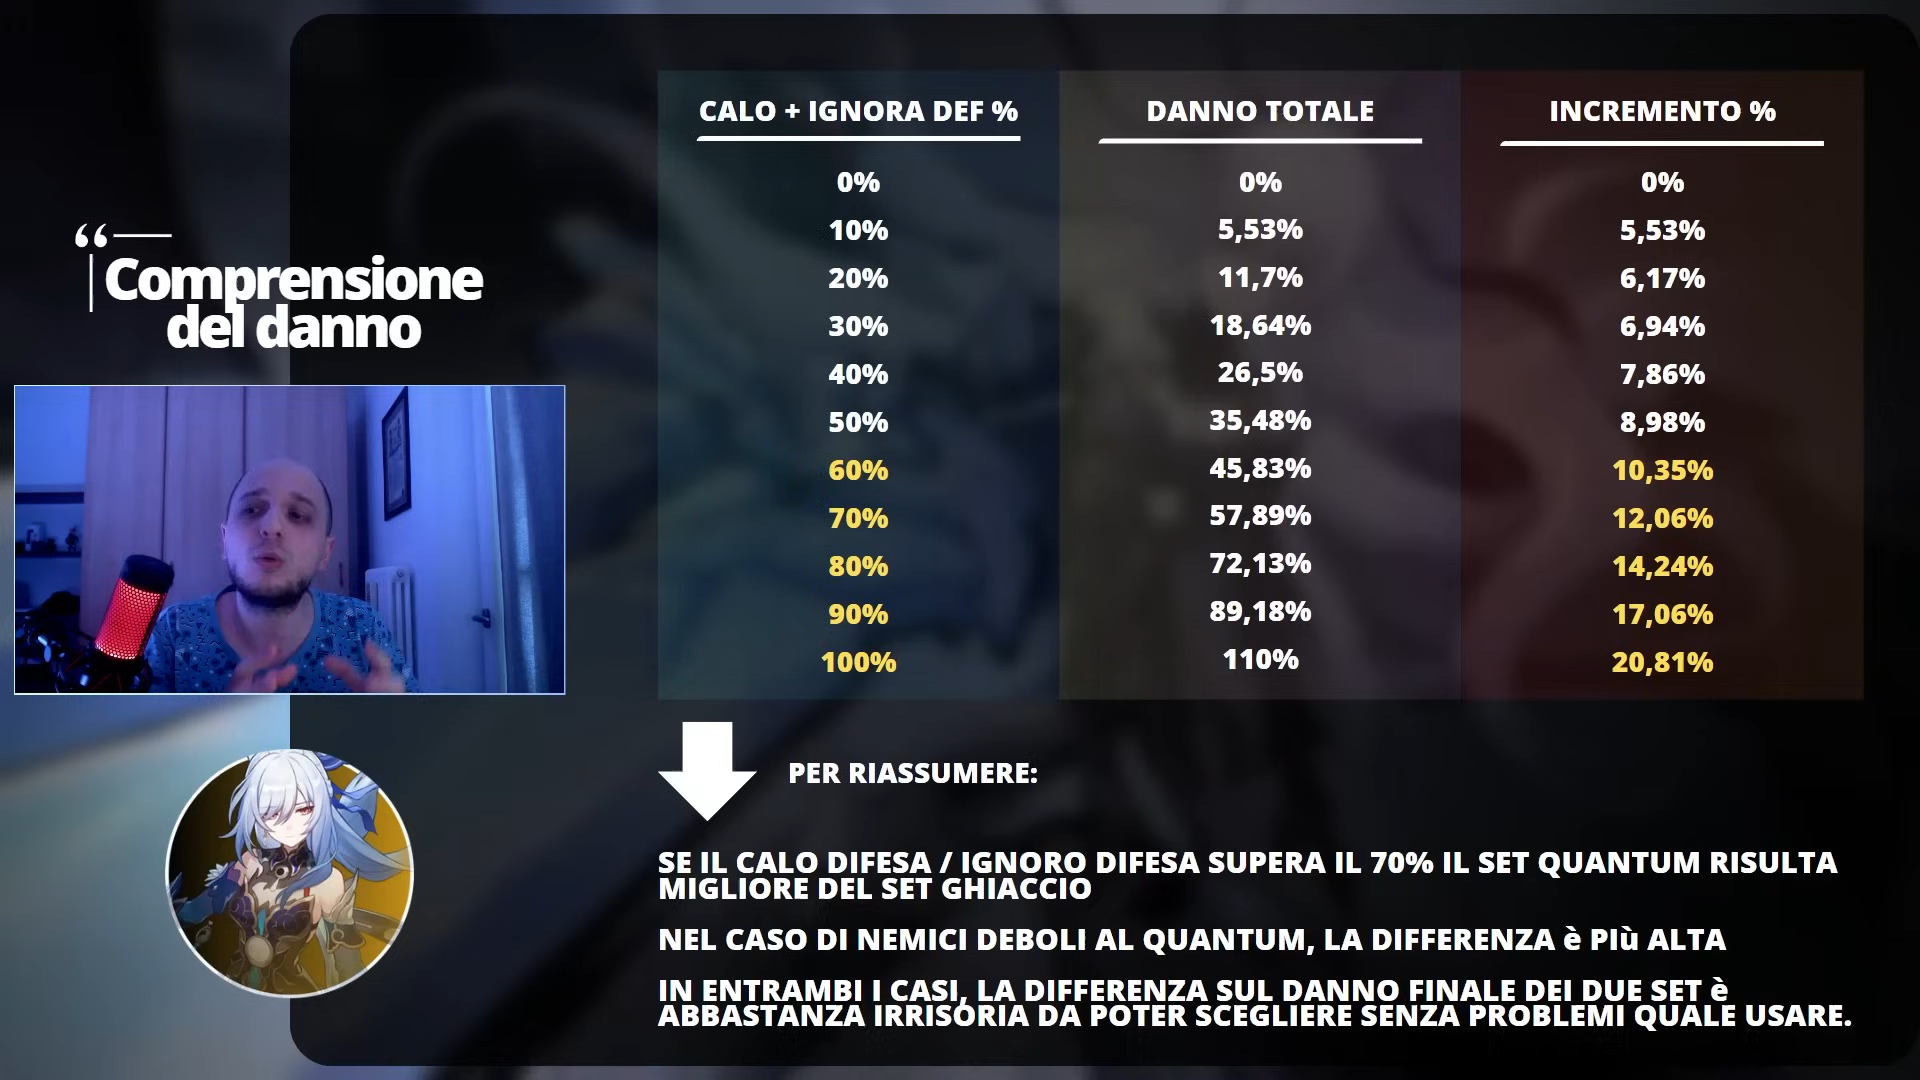 “ Comprensione
del danno
CALO + IGNORA DEF % DANNO TOTALE INCREMENTO %
0% 0% 0%
10% 5,53% 5,53%
20% 11,7% 6,17%
30% 18,64% 6,94%
40% 26,5% 7,86%
50% 35,48% 8,98%
60% 45,83% 10,35%
70% 57,89% 12,06%
80% 72,13% 14,24%
90% 89,18% 17,06%
100% 110% 20,81%
PER RIASSUMERE:
SE IL CALO DIFESA / IGNORO DIFESA SUPERA IL 70% IL SET QUANTUM RISULTA
MIGLIORE DEL SET GHIACCIO
NEL CASO DI NEMICI DEBOLI AL QUANTUM, LA DIFFERENZA è PIù ALTA
IN ENTRAMBI I CASI, LA DIFFERENZA SUL DANNO FINALE DEI DUE SET è
ABBASTANZA IRRISORIA DA POTER SCEGLIERE SENZA PROBLEMI QUALE USARE.